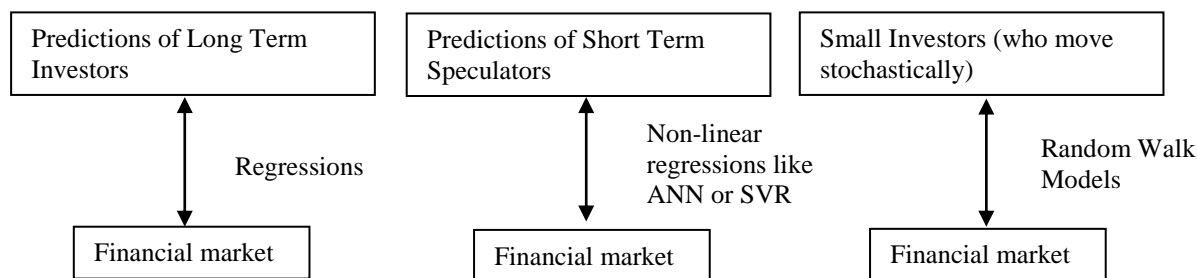 Predictions of Long Term
Investors
Predictions of Short Term
Speculators
Small Investors (who move
stochastically)
Regressions
Non-linear
regressions like
ANN or SVR
Random Walk
Models
Financial market
Financial market
Financial market